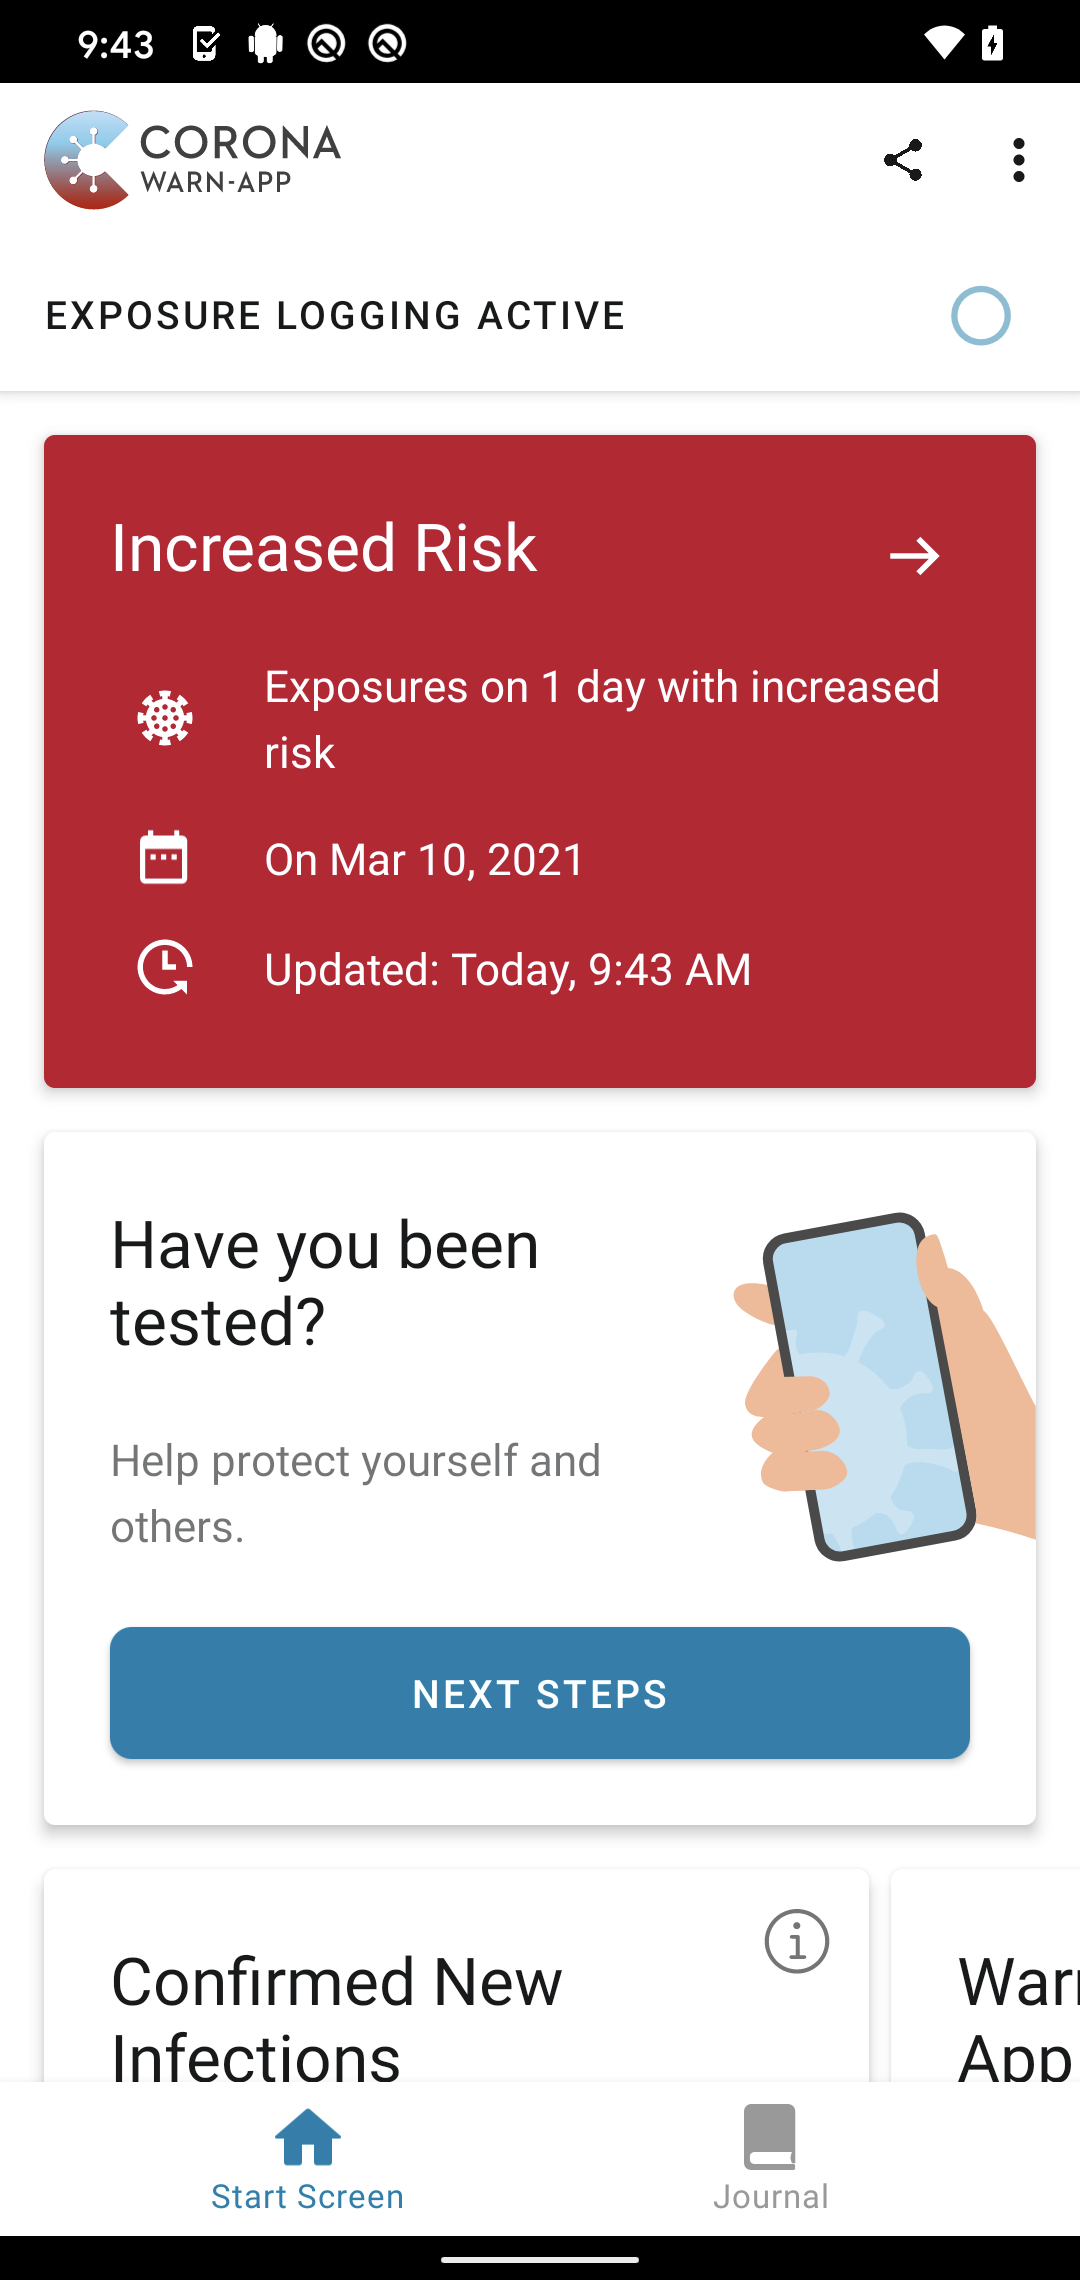 9:43
CORONA
WARN-APP
EXPOSURE LOGGING ACTIVE
Increased Risk
Exposures on 1 day with increased
risk
On Mar 10, 2021
Updated: Today, 9:43 AM
Have you been
tested?
Help protect yourself and
others.
NEXT STEPS
Confirmed New
Infections
App
Start Screen
Journal